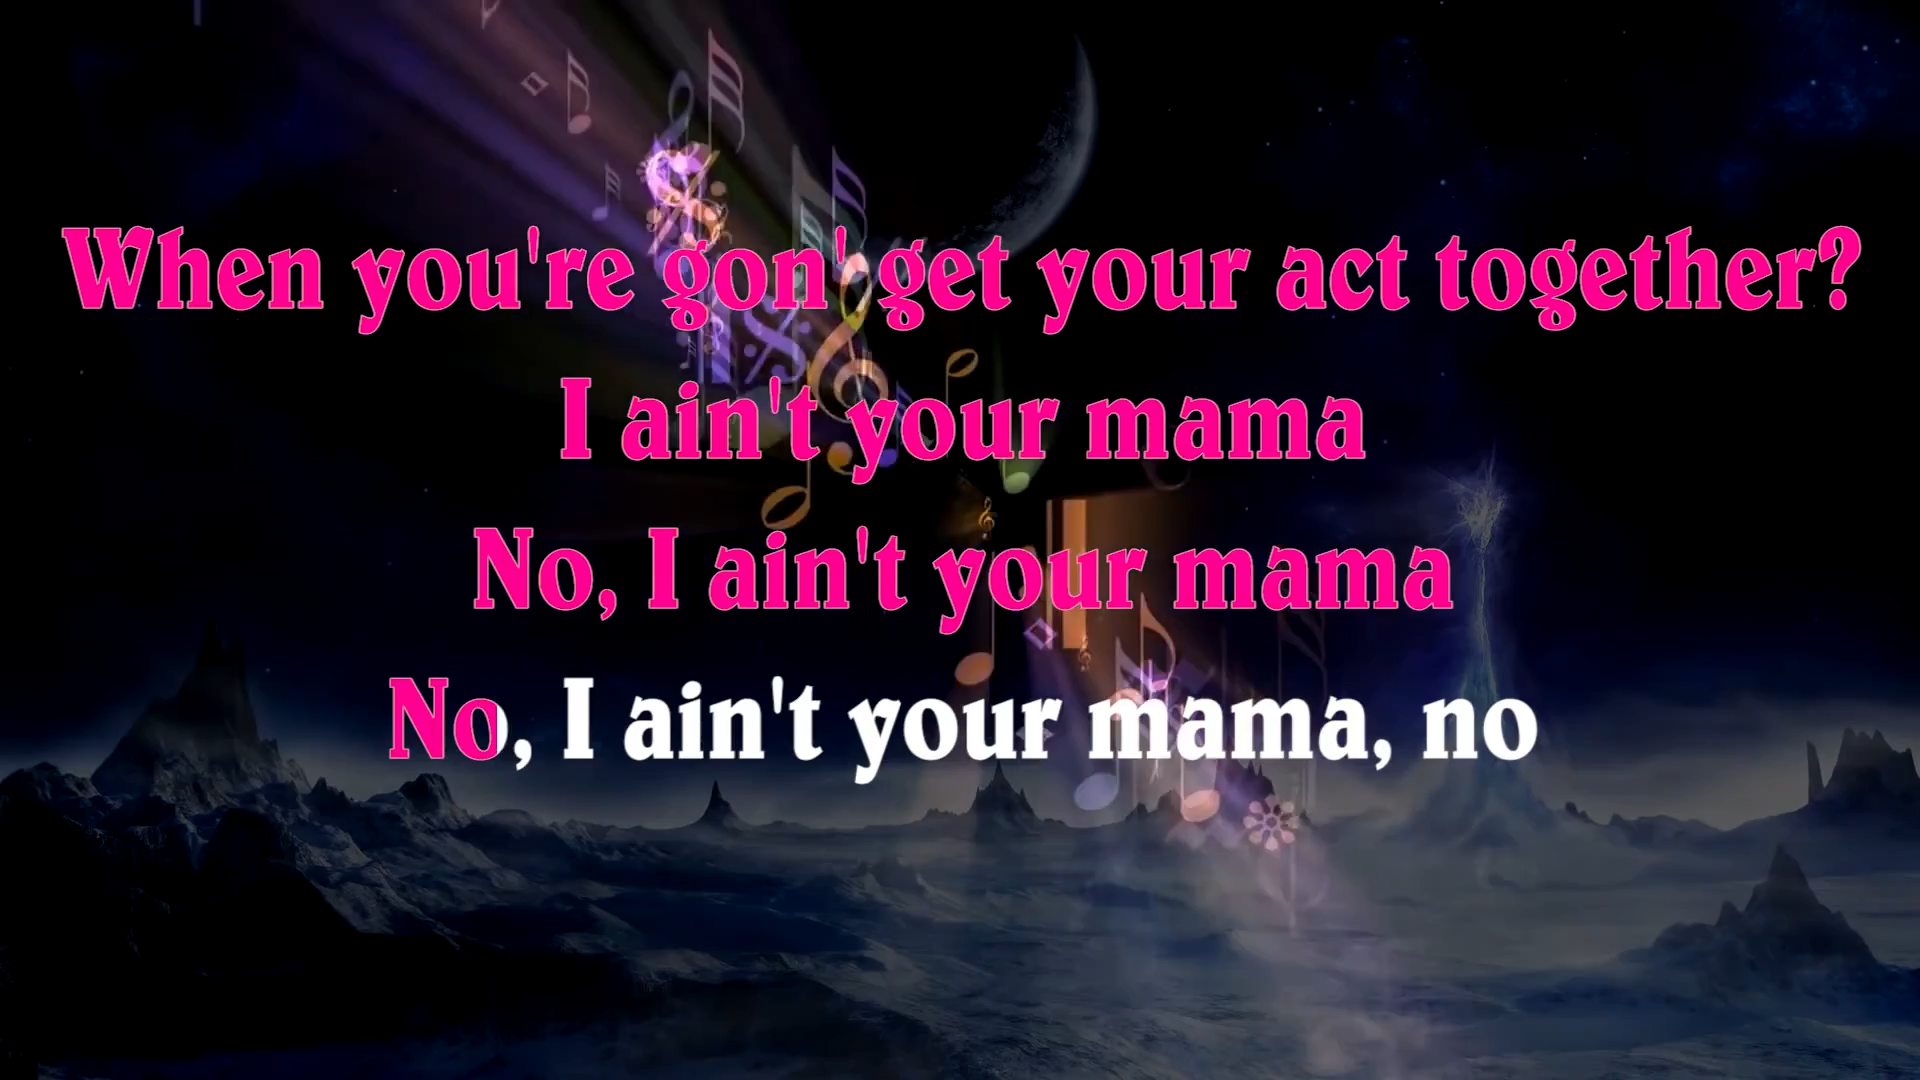 When you're gon' get your act together?
I ain't your mama
No, I ain't your mama
No, I ain't your mama, no